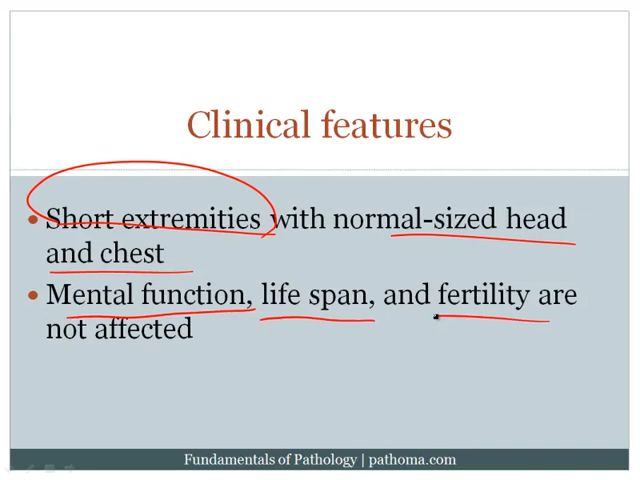 Clinical features
• Short extremities with normal-sized head
and chest
• Mental function, life span, and fertility are
not affected
Fundamentals of Pathology | pathoma.com